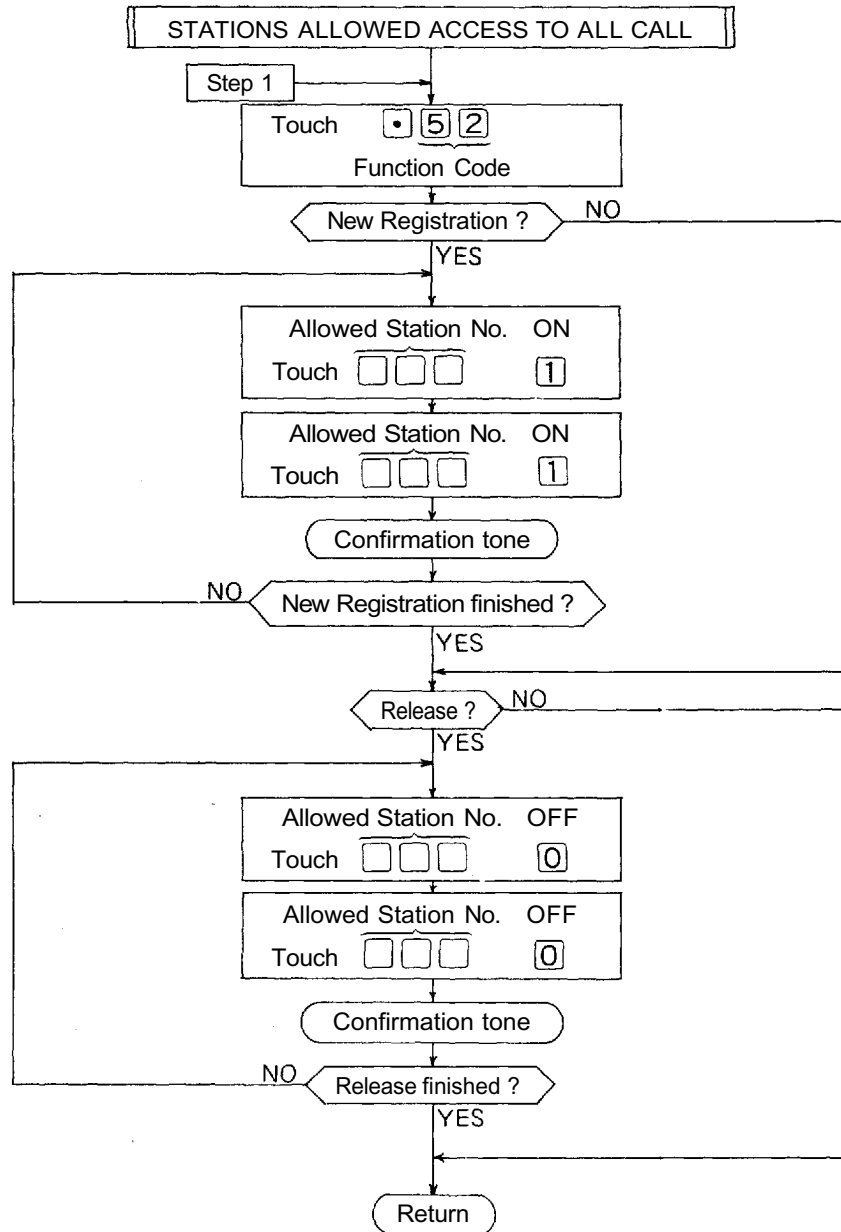 STATIONS ALLOWED ACCESS TO ALL CALL
Step 1
Touch • 5 2
Function Code
New Registration ? NO
YES
Allowed Station No. ON
Touch 1
Allowed Station No. ON
Touch 1
Confirmation tone
NO New Registration finished ?
YES
Release ? NO
YES
Allowed Station No. OFF
Touch 0
Allowed Station No. OFF
Touch 0
Confirmation tone
NO Release finished ?
YES
Return